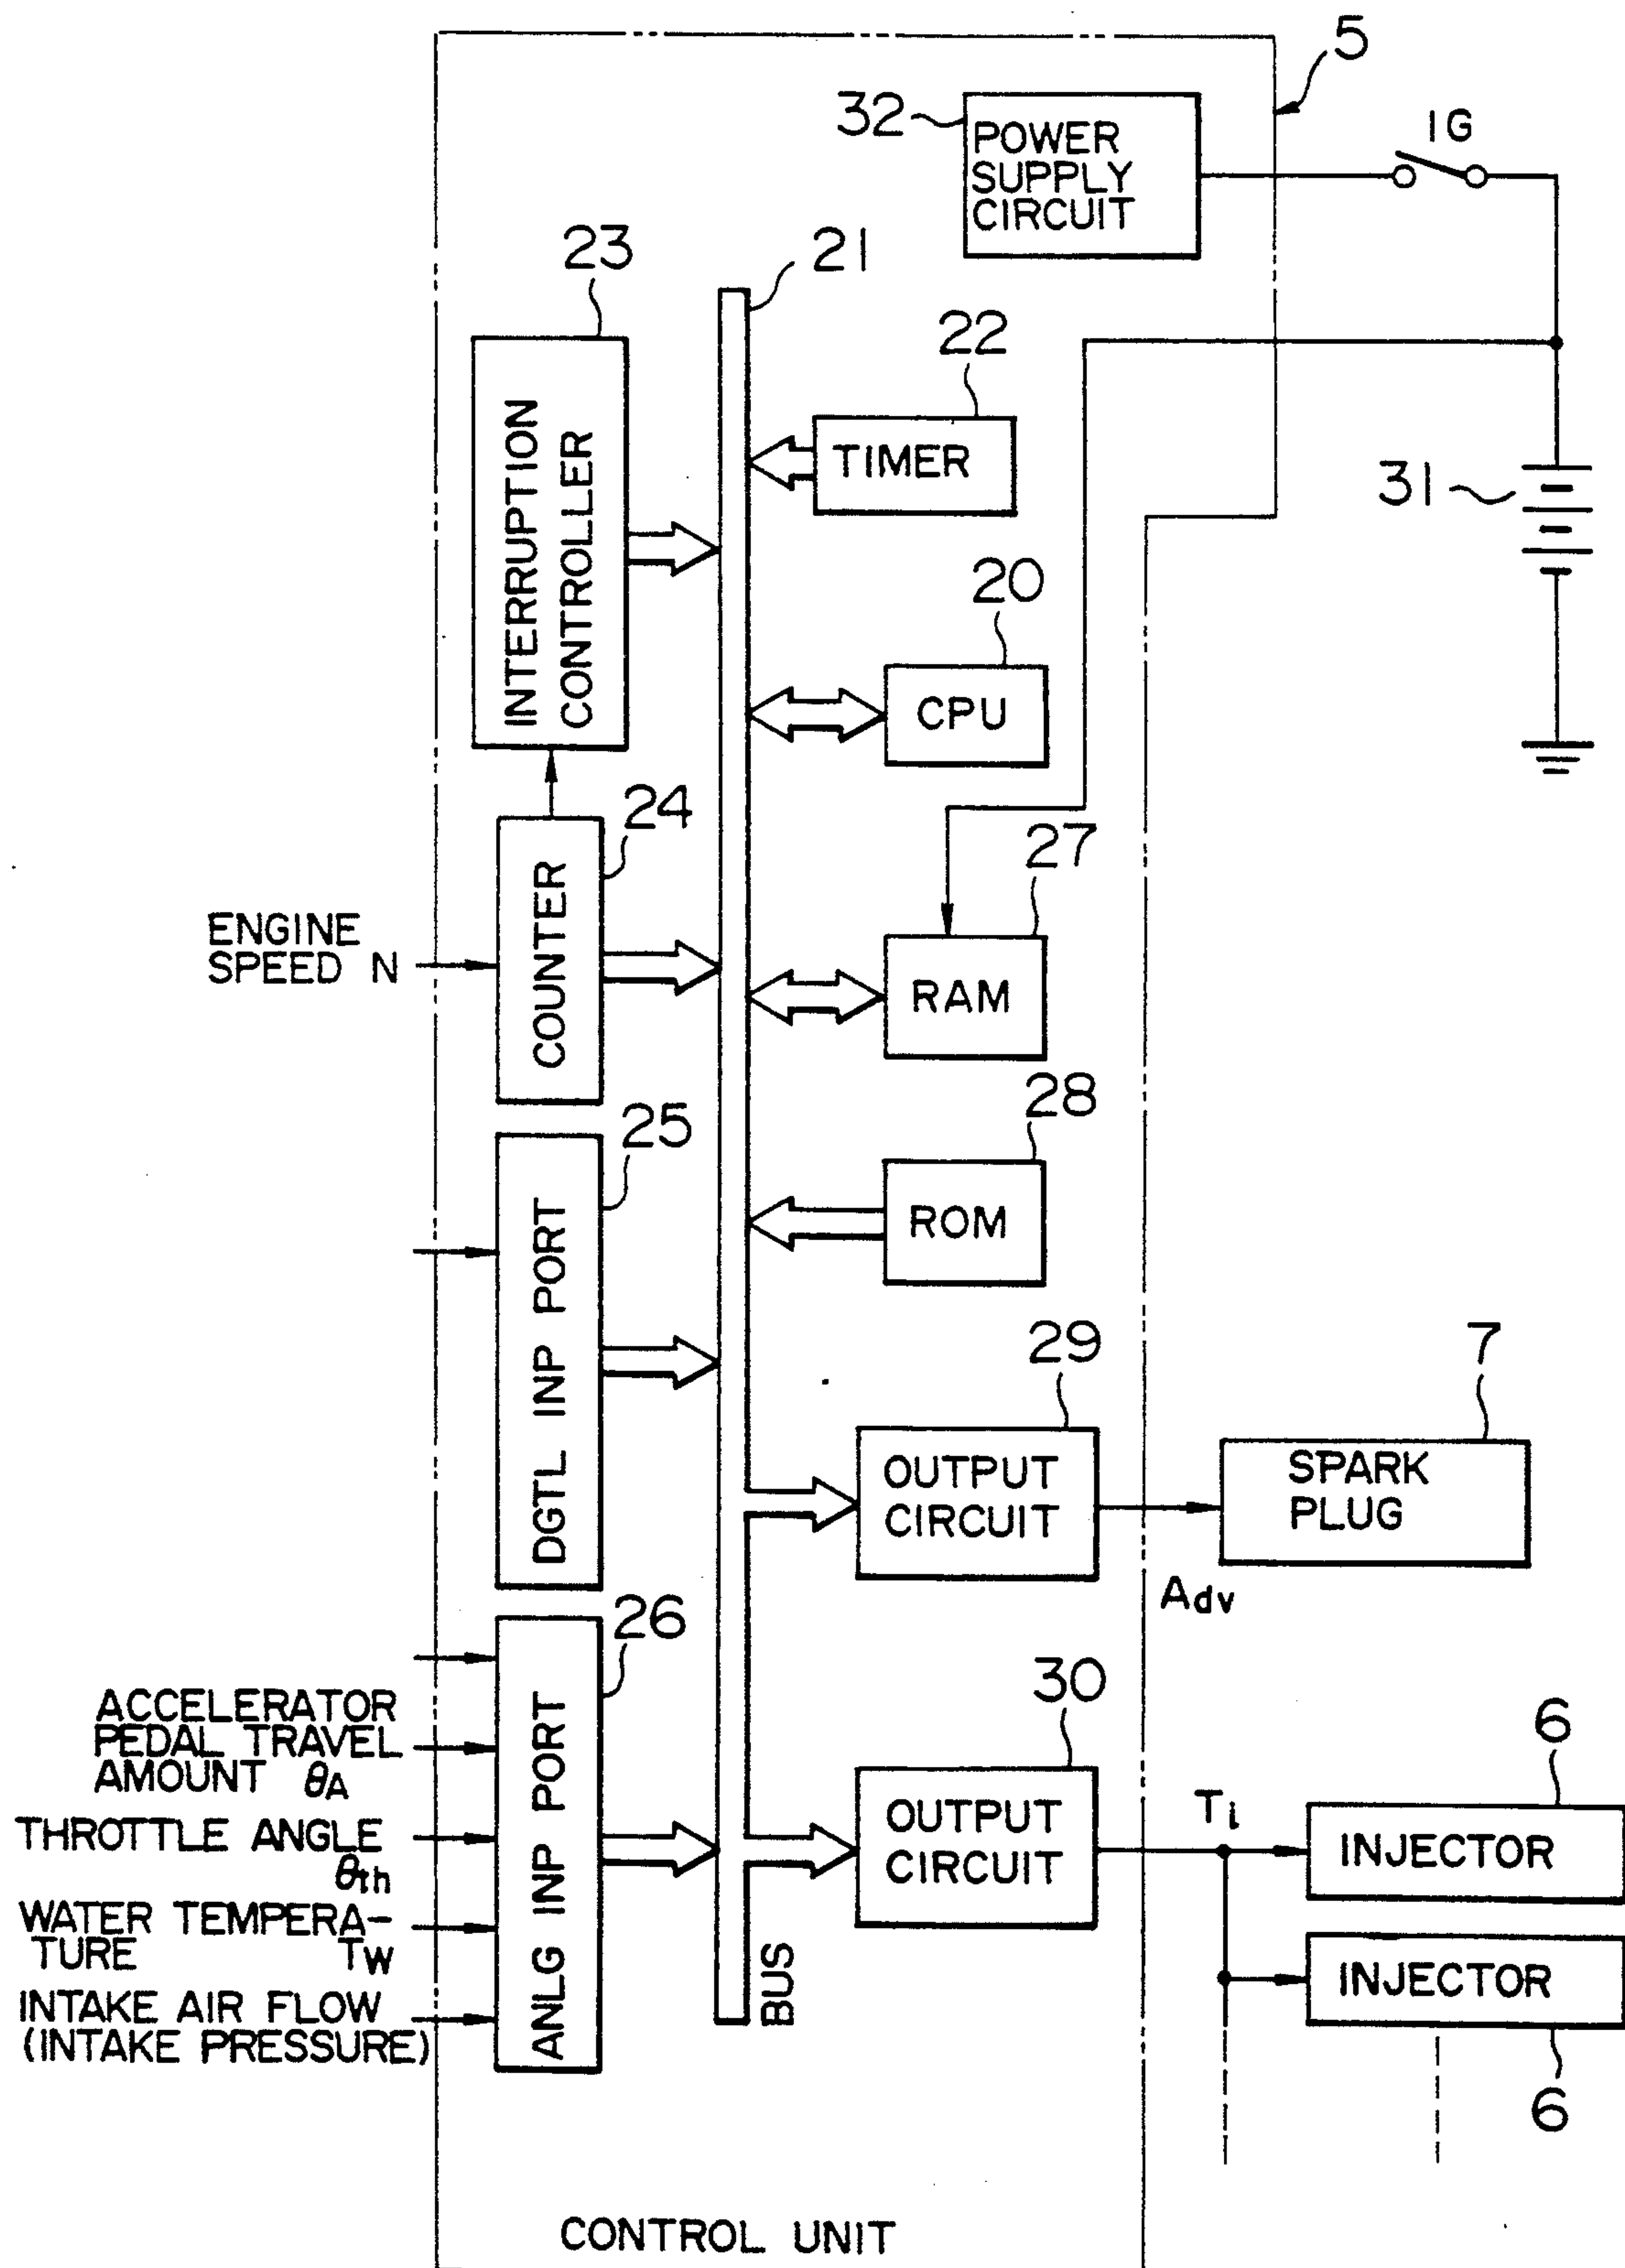 5
32
POWER
SUPPLY
CIRCUIT
IG
23
21
INTERRUPTION
CONTROLLER
22
TIMER
31
20
CPU
24
COUNTER
27
RAM
ENGINE
SPEED N
25
DGTL INP PORT
28
ROM
29
OUTPUT
CIRCUIT
7
SPARK
PLUG
Adv
26
ANLG INP PORT
ACCELERATOR
PEDAL TRAVEL
AMOUNT θA
THROTTLE ANGLE
θth
WATER TEMPERA-
TURE TW
INTAKE AIR FLOW
(INTAKE PRESSURE)
BUS
30
OUTPUT
CIRCUIT
Ti
6
INJECTOR
INJECTOR
6
CONTROL UNIT